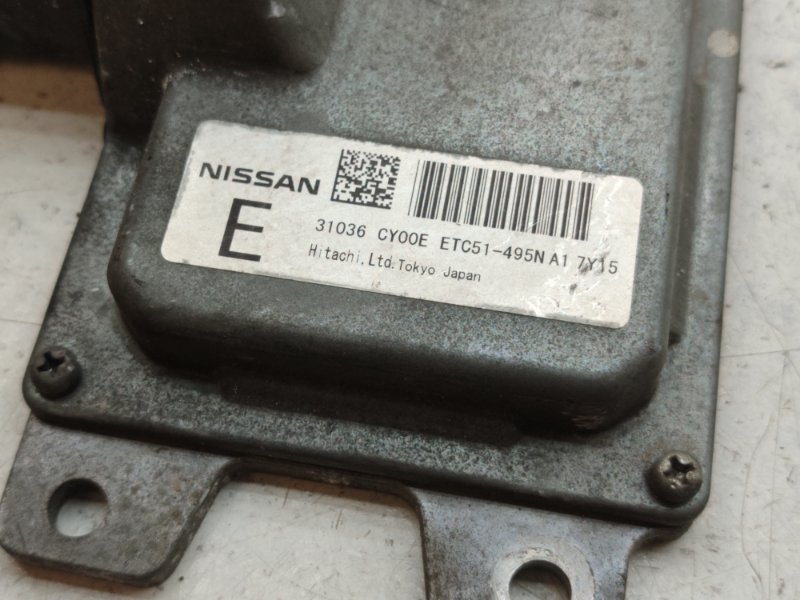 NISSAN
E
31036 CY00E ETC51-495N A1 7Y15
Hitachi,Ltd.Tokyo Japan